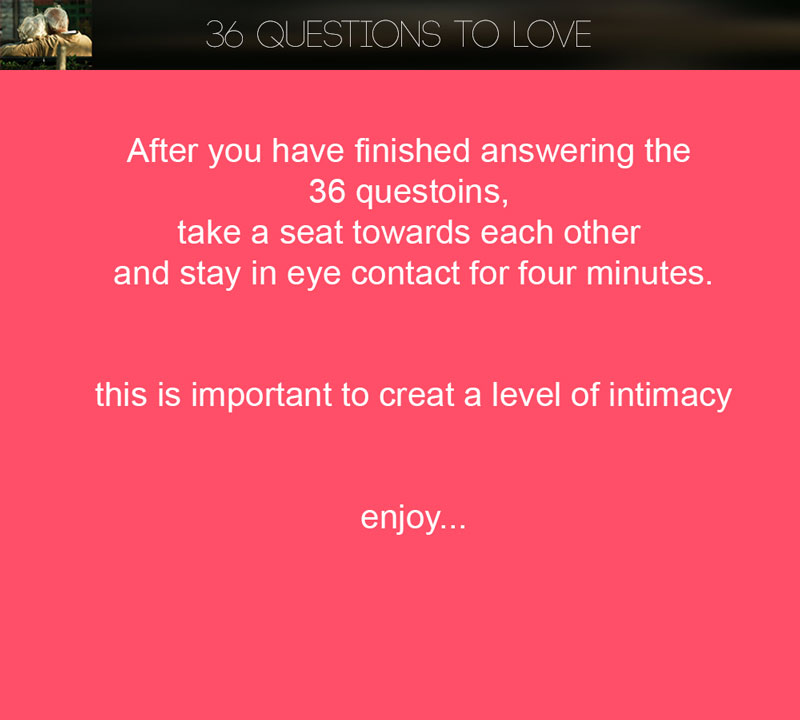 36 QUESTIONS TO LOVE
After you have finished answering the
36 questoins,
take a seat towards each other
and stay in eye contact for four minutes.
this is important to creat a level of intimacy
enjoy...